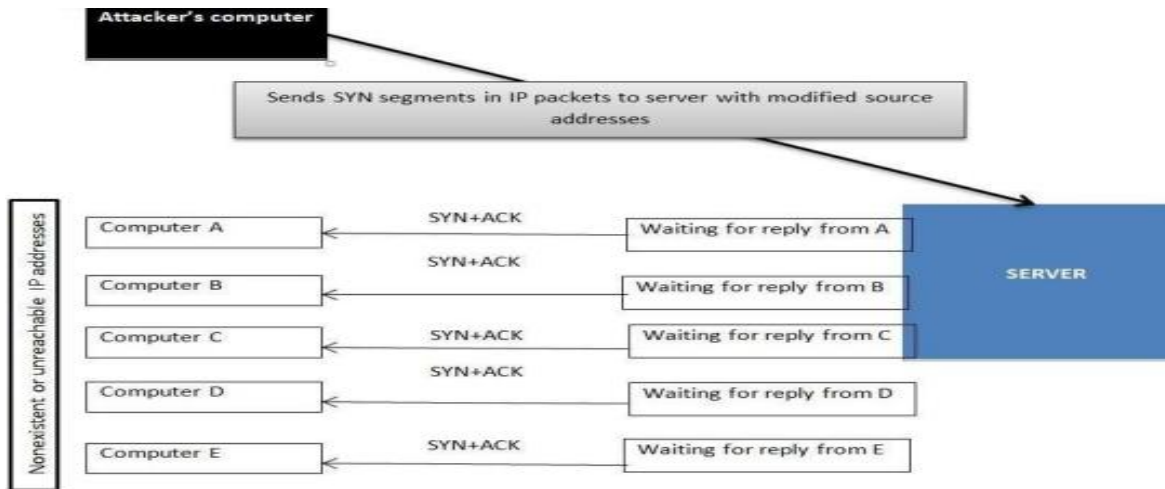 Attacker's computer
Sends SYN segments in IP packets to server with modified source
addresses
Nonexistent or unreachable IP addresses
Computer A
SYN+ACK
Waiting for reply from A
SERVER
Computer B
SYN+ACK
Waiting for reply from B
Computer C
SYN+ACK
Waiting for reply from C
Computer D
SYN+ACK
Waiting for reply from D
Computer E
SYN+ACK
Waiting for reply from E